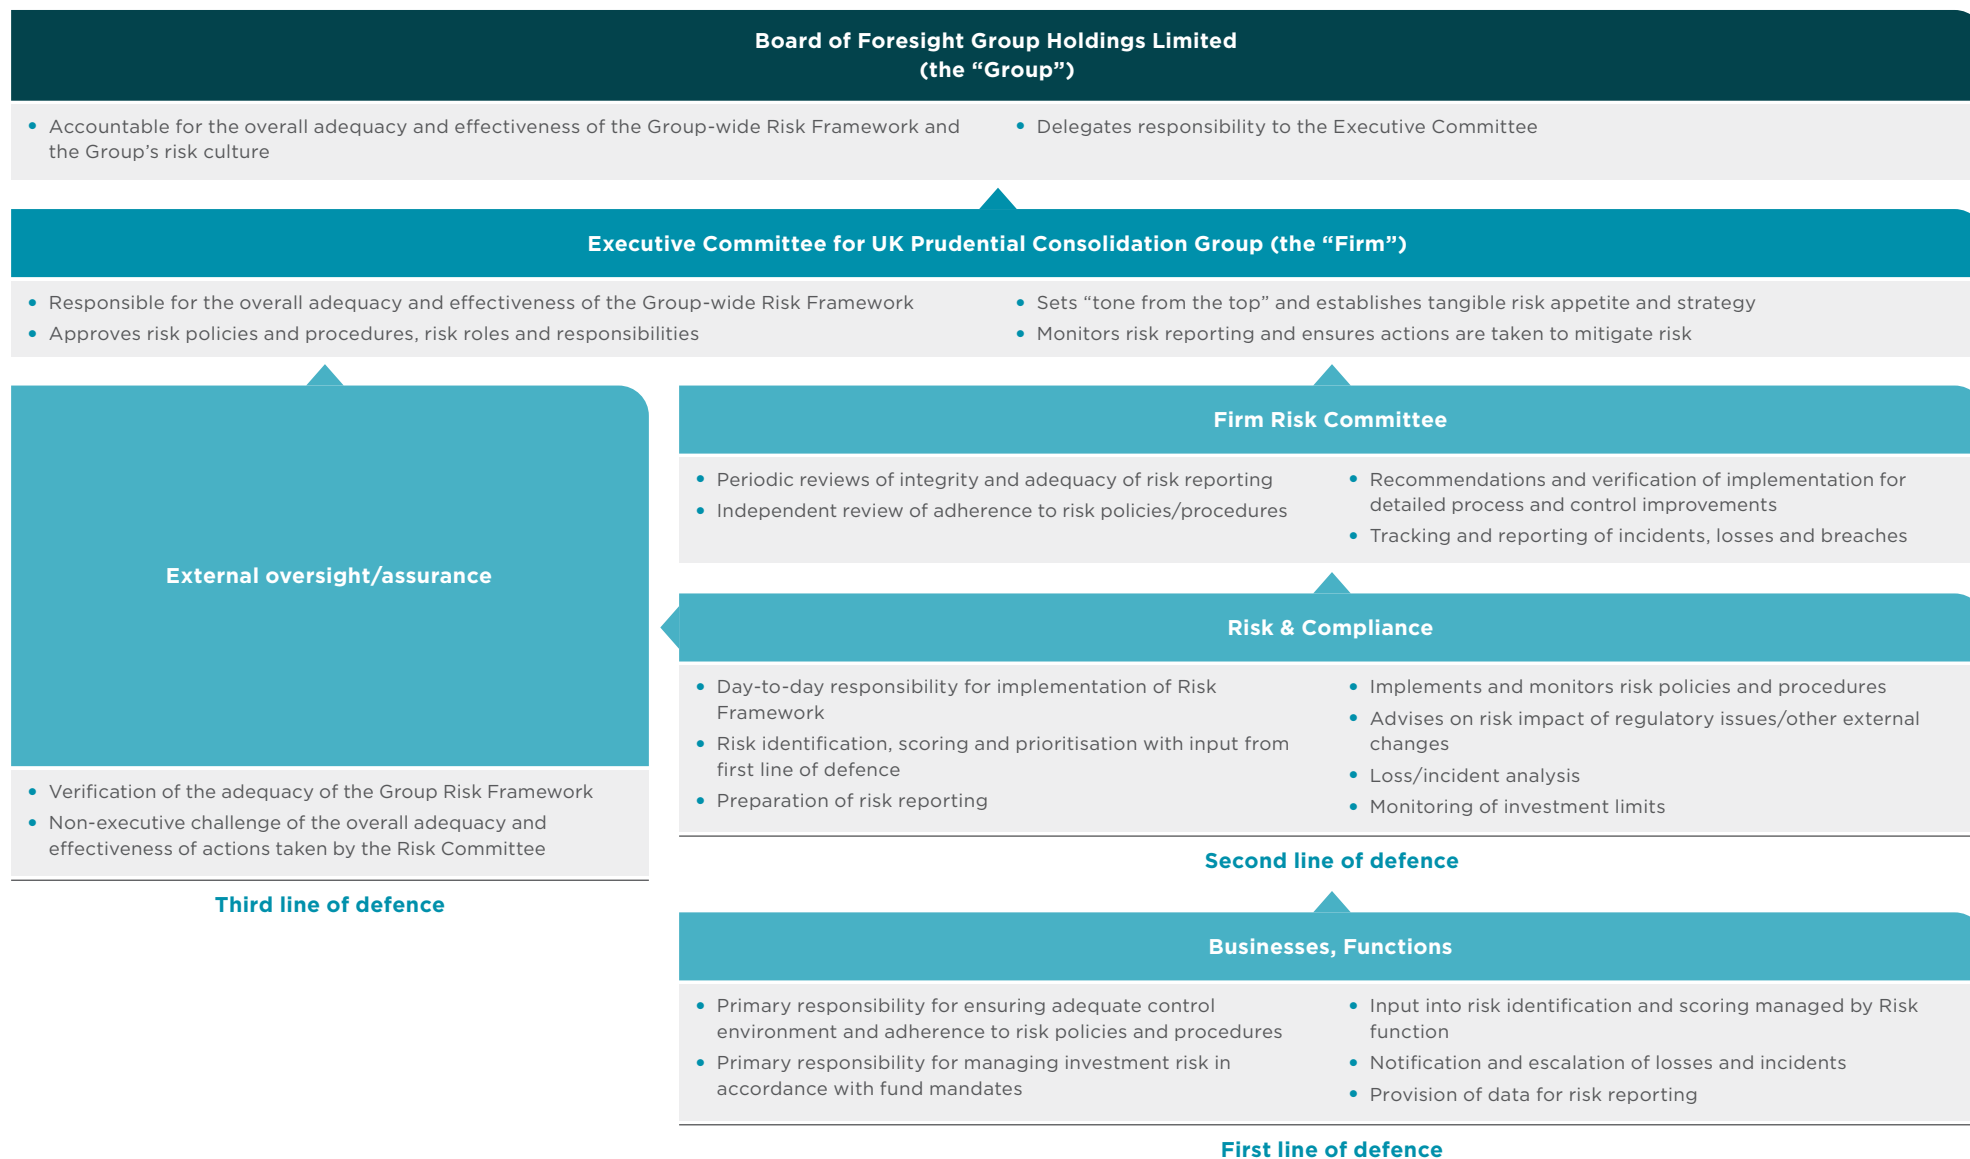 Board of Foresight Group Holdings Limited
(the “Group”)
• Accountable for the overall adequacy and effectiveness of the Group-wide Risk Framework and
the Group’s risk culture
• Delegates responsibility to the Executive Committee
Executive Committee for UK Prudential Consolidation Group (the “Firm”)
• Responsible for the overall adequacy and effectiveness of the Group-wide Risk Framework
• Approves risk policies and procedures, risk roles and responsibilities
• Sets “tone from the top” and establishes tangible risk appetite and strategy
• Monitors risk reporting and ensures actions are taken to mitigate risk
External oversight/assurance
• Verification of the adequacy of the Group Risk Framework
• Non-executive challenge of the overall adequacy and
effectiveness of actions taken by the Risk Committee
Third line of defence
Firm Risk Committee
• Periodic reviews of integrity and adequacy of risk reporting
• Independent review of adherence to risk policies/procedures
• Recommendations and verification of implementation for
detailed process and control improvements
• Tracking and reporting of incidents, losses and breaches
Risk & Compliance
• Day-to-day responsibility for implementation of Risk
Framework
• Risk identification, scoring and prioritisation with input from
first line of defence
• Preparation of risk reporting
• Implements and monitors risk policies and procedures
• Advises on risk impact of regulatory issues/other external
changes
• Loss/incident analysis
• Monitoring of investment limits
Second line of defence
Businesses, Functions
• Primary responsibility for ensuring adequate control
environment and adherence to risk policies and procedures
• Primary responsibility for managing investment risk in
accordance with fund mandates
• Input into risk identification and scoring managed by Risk
function
• Notification and escalation of losses and incidents
• Provision of data for risk reporting
First line of defence